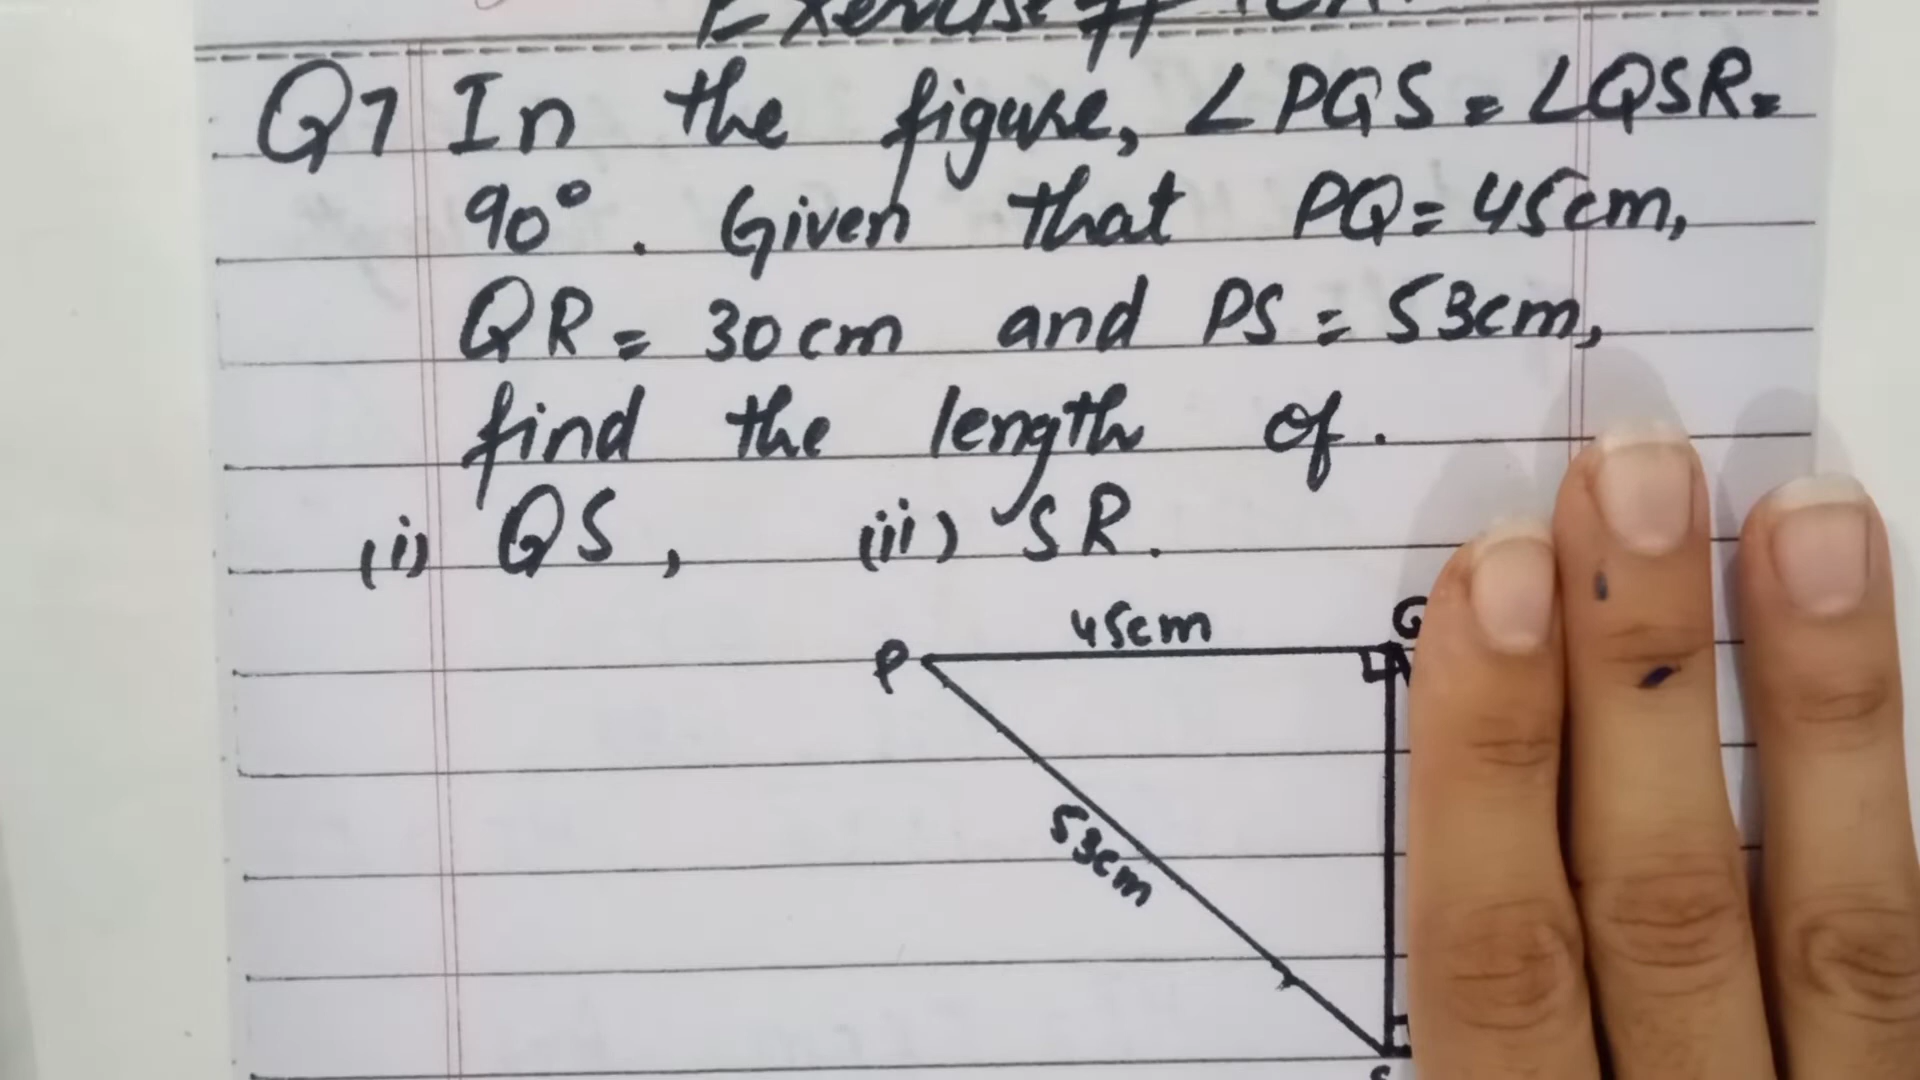 Q7 In the figure, ∠PQS = ∠QSR =
90° . Given that PQ = 45cm,
QR = 30cm and PS = 53cm,
find the length of.
(i) QS , (ii) SR .
45cm
P
53cm